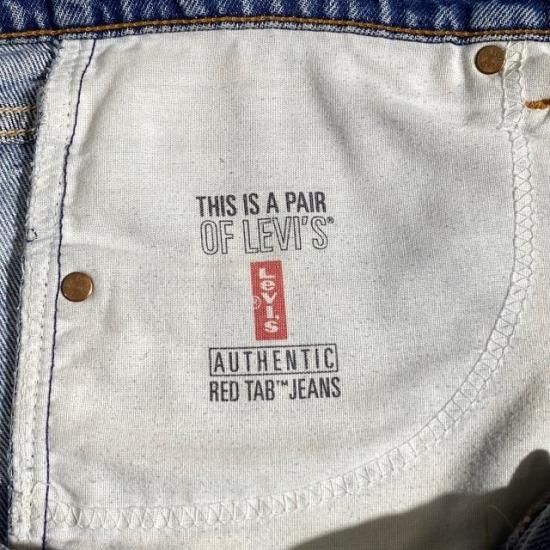 THIS IS A PAIR
OF LEVI'S®
Levi's
®
AUTHENTIC
RED TAB™ JEANS